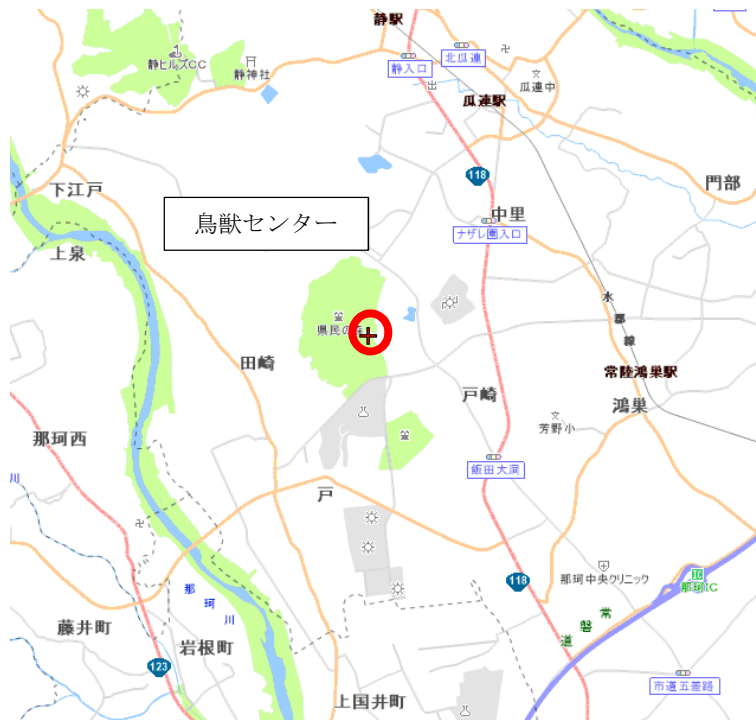 静駅
静ヒルズCC
静神社
静入口
北瓜連
瓜連中
瓜連駅
118
門部
下江戸
中里
鳥獣センター
ナザレ園入口
上泉
水郡線
県民の森
田崎
常陸鴻巣駅
戸崎
鴻巣
芳野小
那珂西
飯田大洞
川
戸
118
那珂中央クリニック
IC
那珂IC
那珂川
常磐道
藤井町
岩根町
123
市道五差路
上国井町